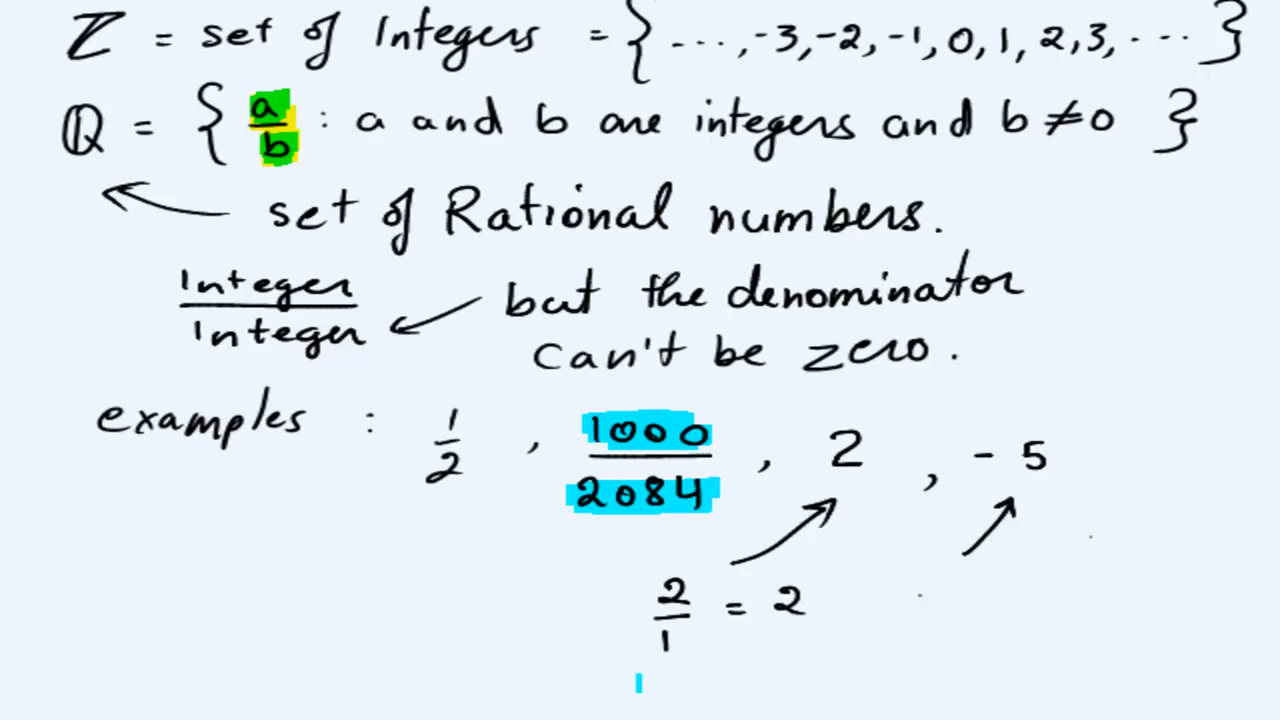 Z = set of Integers = { ..., -3, -2, -1, 0, 1, 2, 3, ... }
ℚ = { a/b : a and b are integers and b ≠ 0 }
set of Rational numbers.
Integer/Integer but the denominator
can't be zero.
examples : 1/2 , 1000/2084 , 2 , -5
2/1 = 2